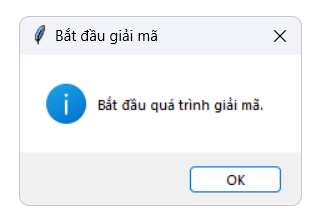 Bắt đầu giải mã
Bắt đầu quá trình giải mã.
OK